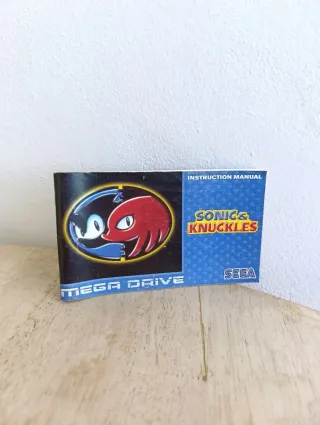 INSTRUCTION MANUAL
SONIC &
KNUCKLES
SEGA
MEGA DRIVE